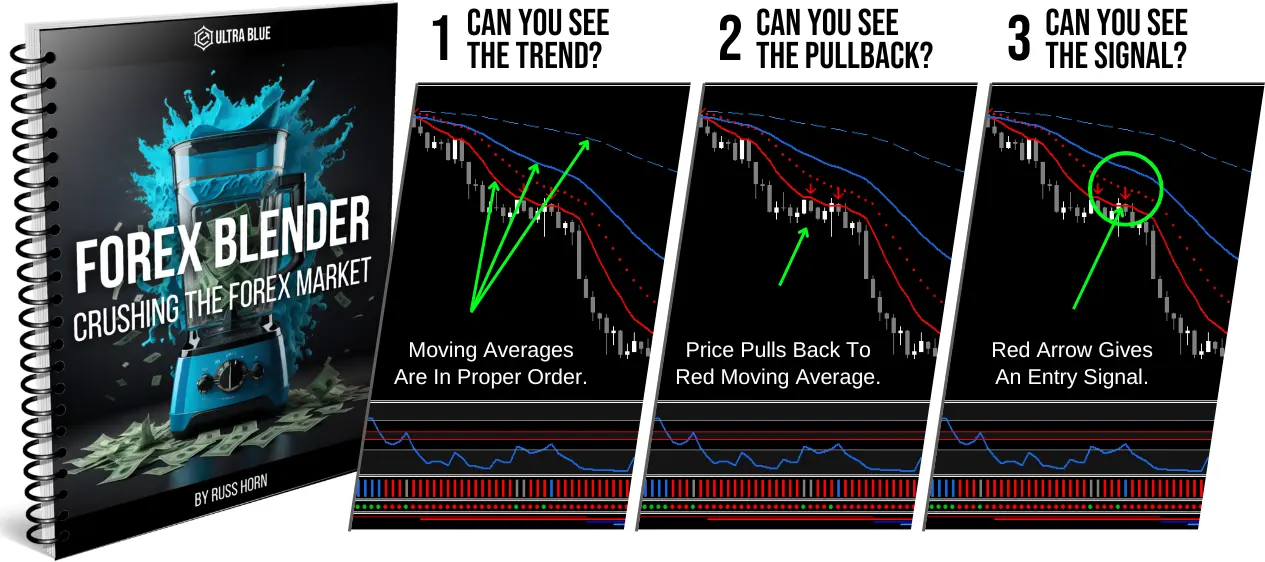 ULTRA BLUE
FOREX BLENDER
CRUSHING THE FOREX MARKET
BY RUSS HORN
1 CAN YOU SEE
THE TREND?
Moving Averages
Are In Proper Order.
2 CAN YOU SEE
THE PULLBACK?
Price Pulls Back To
Red Moving Average.
3 CAN YOU SEE
THE SIGNAL?
Red Arrow Gives
An Entry Signal.